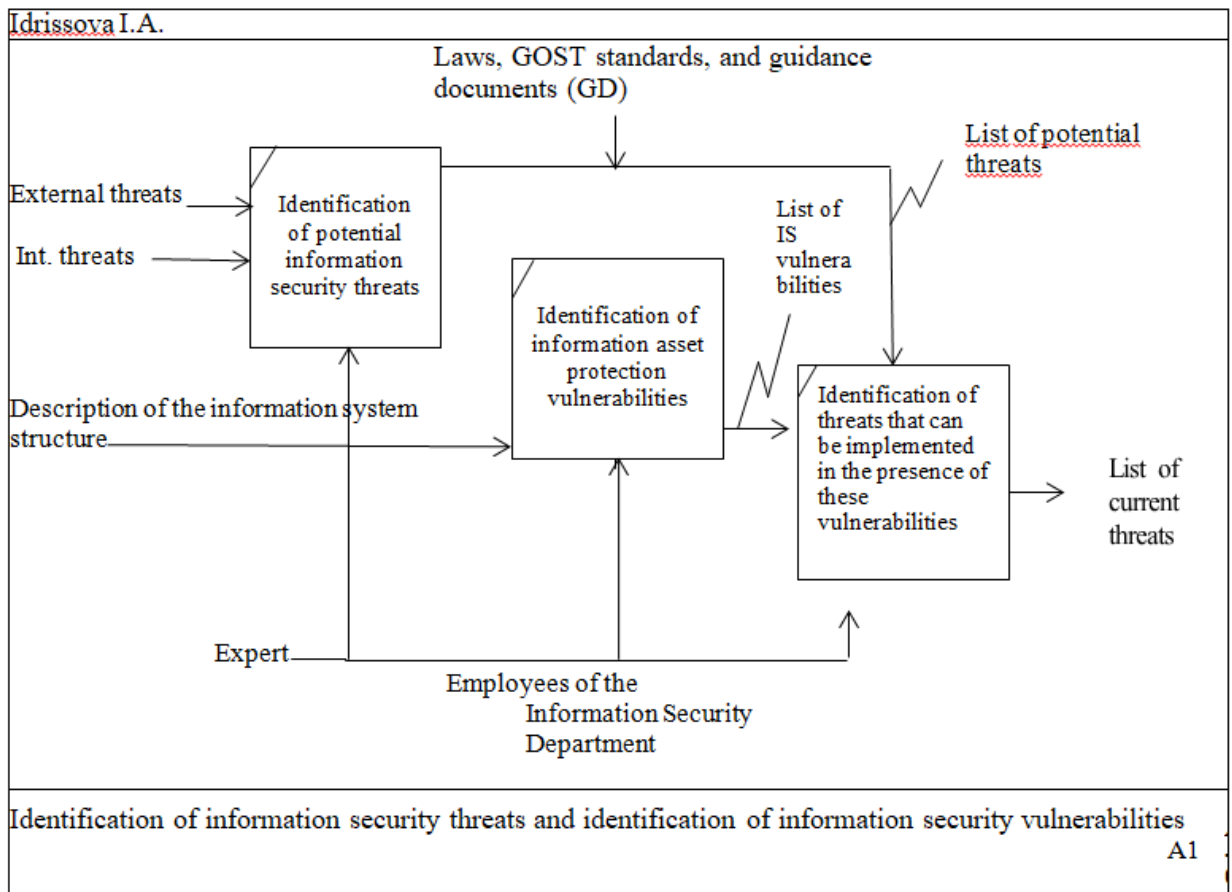 Idrissova I.A.
Laws, GOST standards, and guidance
documents (GD)
List of potential
threats
External threats
Int. threats
Identification
of potential
information
security threats
List of
IS
vulnera
bilities
Identification of
information asset
protection
vulnerabilities
Description of the information system
structure
Identification of
threats that can
be implemented
in the presence of
these
vulnerabilities
List of
current
threats
Expert
Employees of the
Information Security
Department
Identification of information security threats and identification of information security vulnerabilities
A1